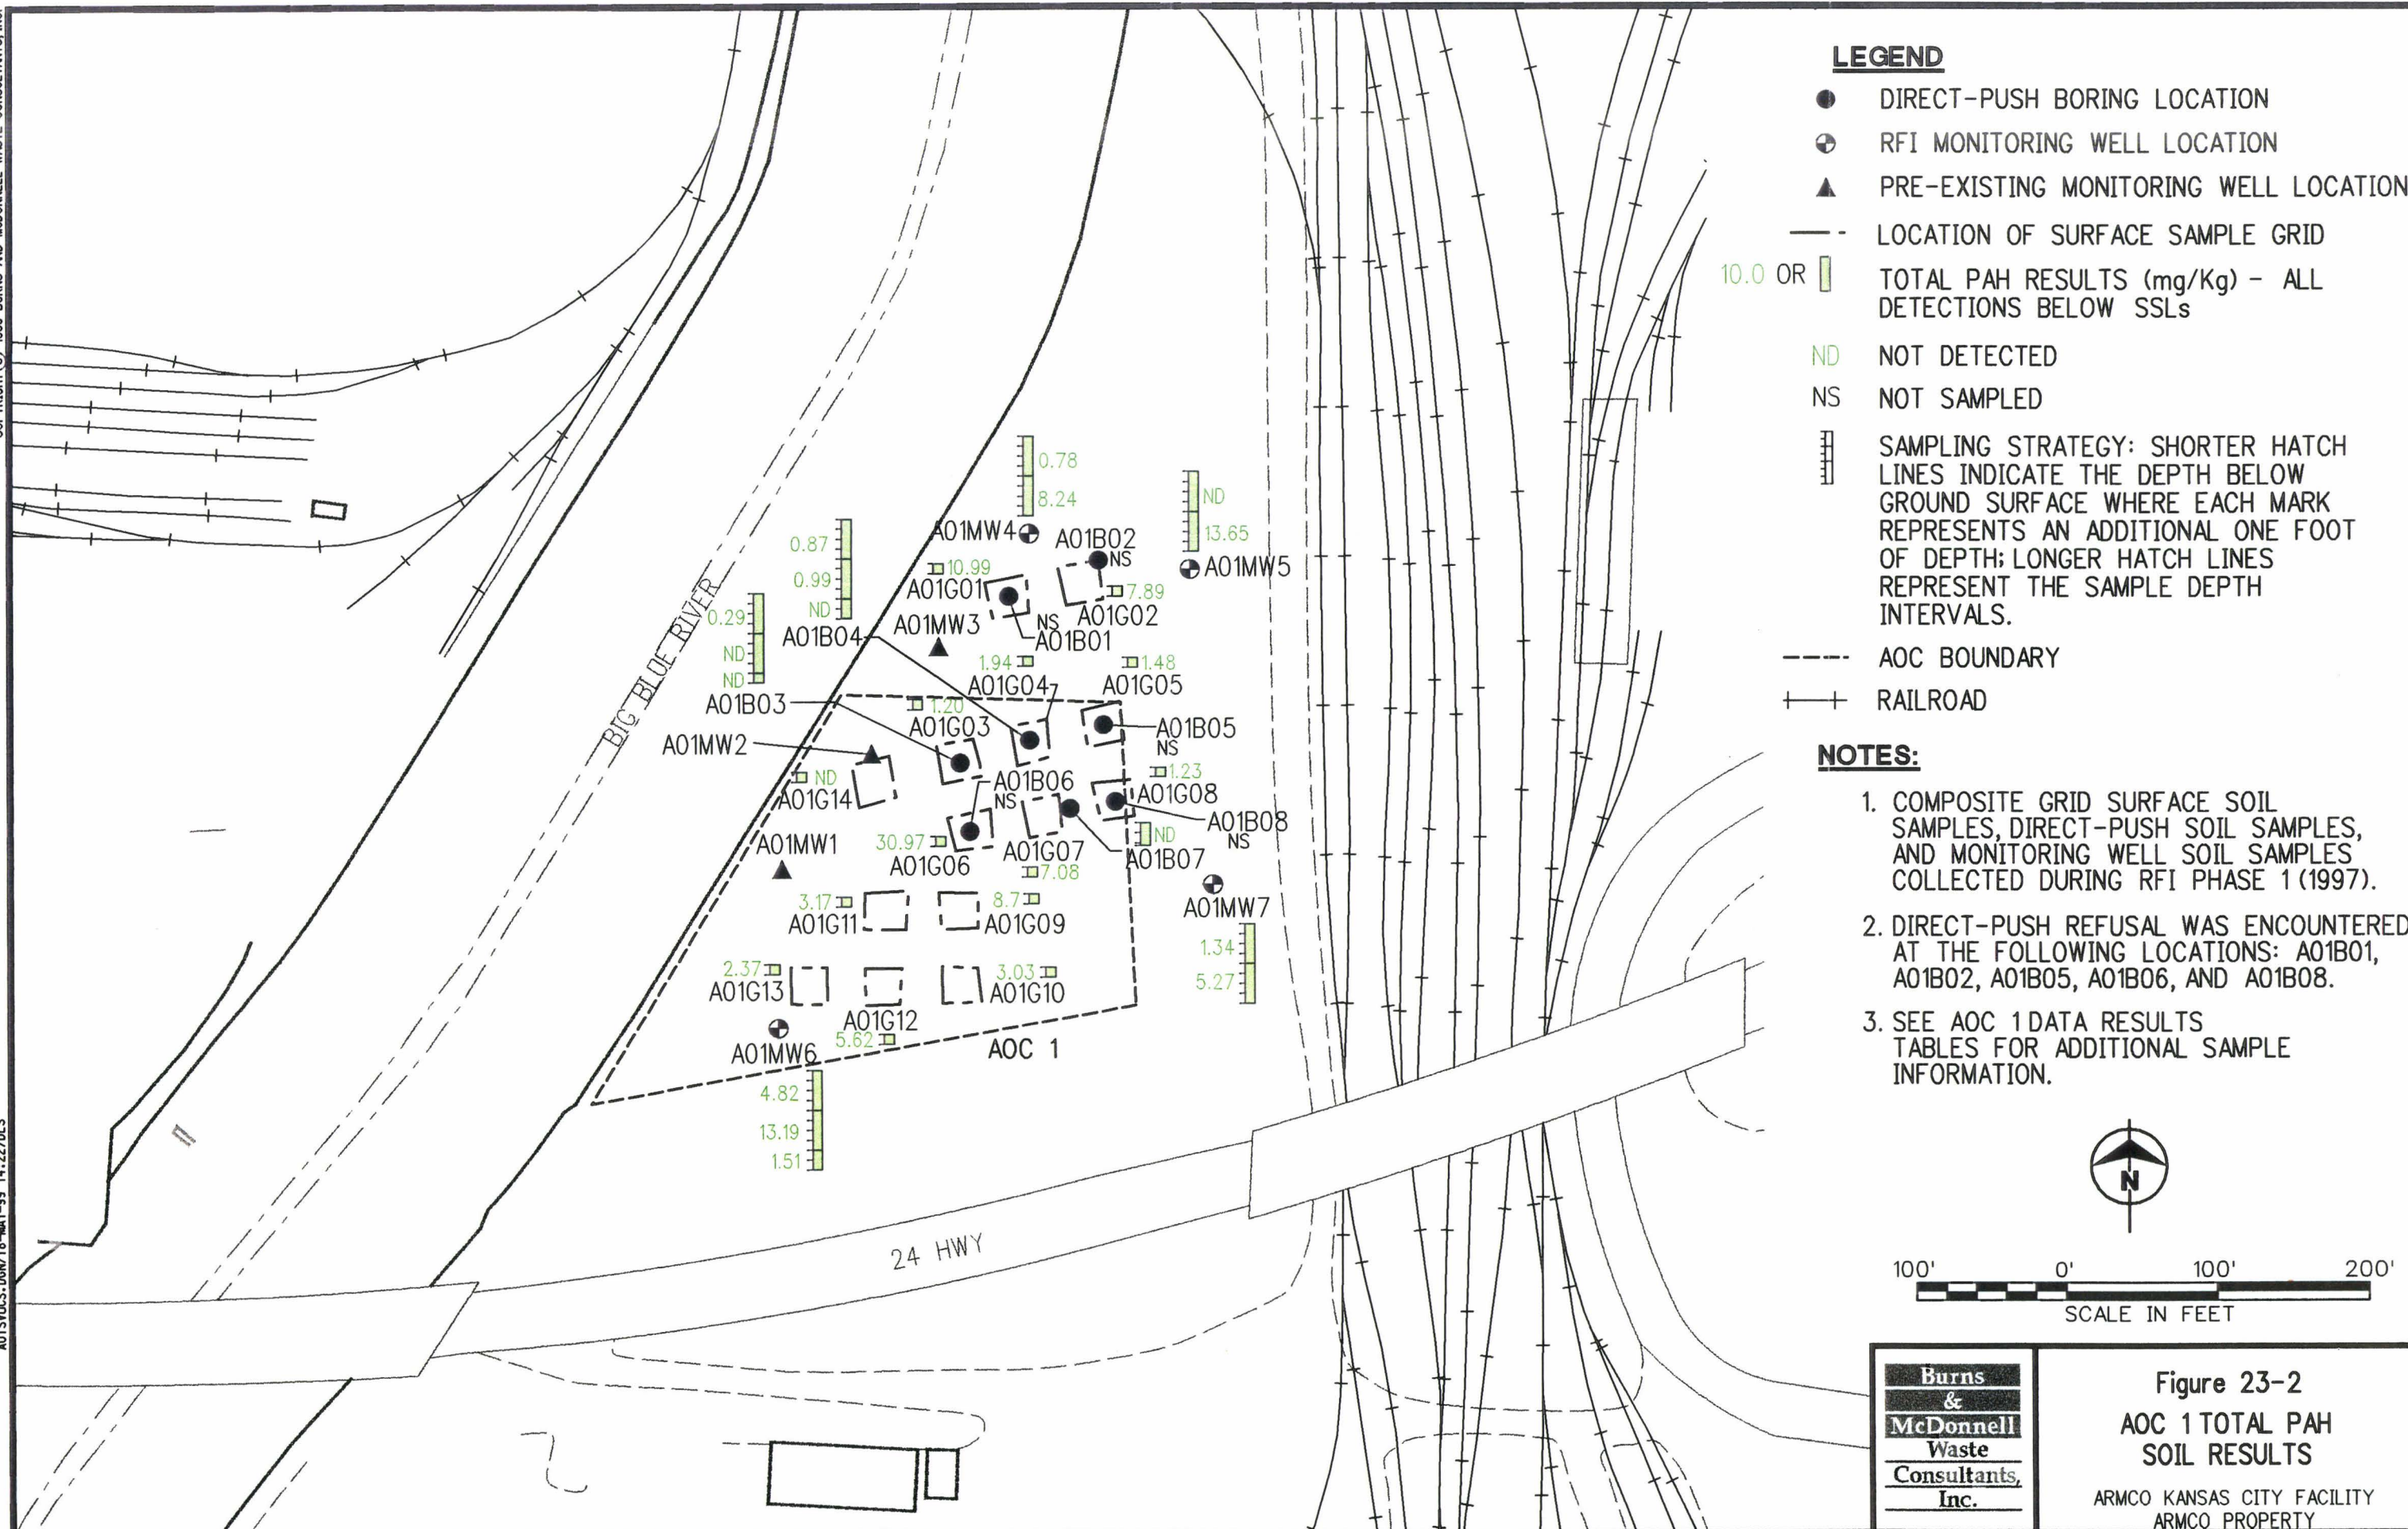 LEGEND
DIRECT-PUSH BORING LOCATION
RFI MONITORING WELL LOCATION
PRE-EXISTING MONITORING WELL LOCATION
LOCATION OF SURFACE SAMPLE GRID
10.0 OR
TOTAL PAH RESULTS (mg/Kg) - ALL
DETECTIONS BELOW SSLs
ND NOT DETECTED
NS NOT SAMPLED
SAMPLING STRATEGY: SHORTER HATCH
LINES INDICATE THE DEPTH BELOW
GROUND SURFACE WHERE EACH MARK
REPRESENTS AN ADDITIONAL ONE FOOT
OF DEPTH; LONGER HATCH LINES
REPRESENT THE SAMPLE DEPTH
INTERVALS.
AOC BOUNDARY
RAILROAD
NOTES:
1. COMPOSITE GRID SURFACE SOIL
SAMPLES, DIRECT-PUSH SOIL SAMPLES,
AND MONITORING WELL SOIL SAMPLES
COLLECTED DURING RFI PHASE 1 (1997).
2. DIRECT-PUSH REFUSAL WAS ENCOUNTERED
AT THE FOLLOWING LOCATIONS: A01B01,
A01B02, A01B05, A01B06, AND A01B08.
3. SEE AOC 1 DATA RESULTS
TABLES FOR ADDITIONAL SAMPLE
INFORMATION.
N
100' 0' 100' 200'
SCALE IN FEET
Burns
&
McDonnell
Waste
Consultants,
Inc.
Figure 23-2
AOC 1 TOTAL PAH
SOIL RESULTS
ARMCO KANSAS CITY FACILITY
ARMCO PROPERTY
BIG BLUE RIVER
24 HWY
AOC 1
0.78
8.24
A01MW4
ND
13.65
A01MW5
A01B02
NS
0.87
0.99
ND
A01B04
10.99
A01G01
7.89
A01G02
NS
A01B01
A01MW3
0.29
ND
ND
A01B03
1.94
A01G04
1.48
A01G05
1.20
A01G03
A01MW2
A01B05
NS
ND
A01G14
A01B06
NS
1.23
A01G08
A01B08
NS
ND
A01B07
A01MW1
30.97
A01G06
A01G07
7.08
3.17
A01G11
8.7
A01G09
A01MW7
1.34
5.27
2.37
A01G13
3.03
A01G10
A01G12
5.62
A01MW6
4.82
13.19
1.51